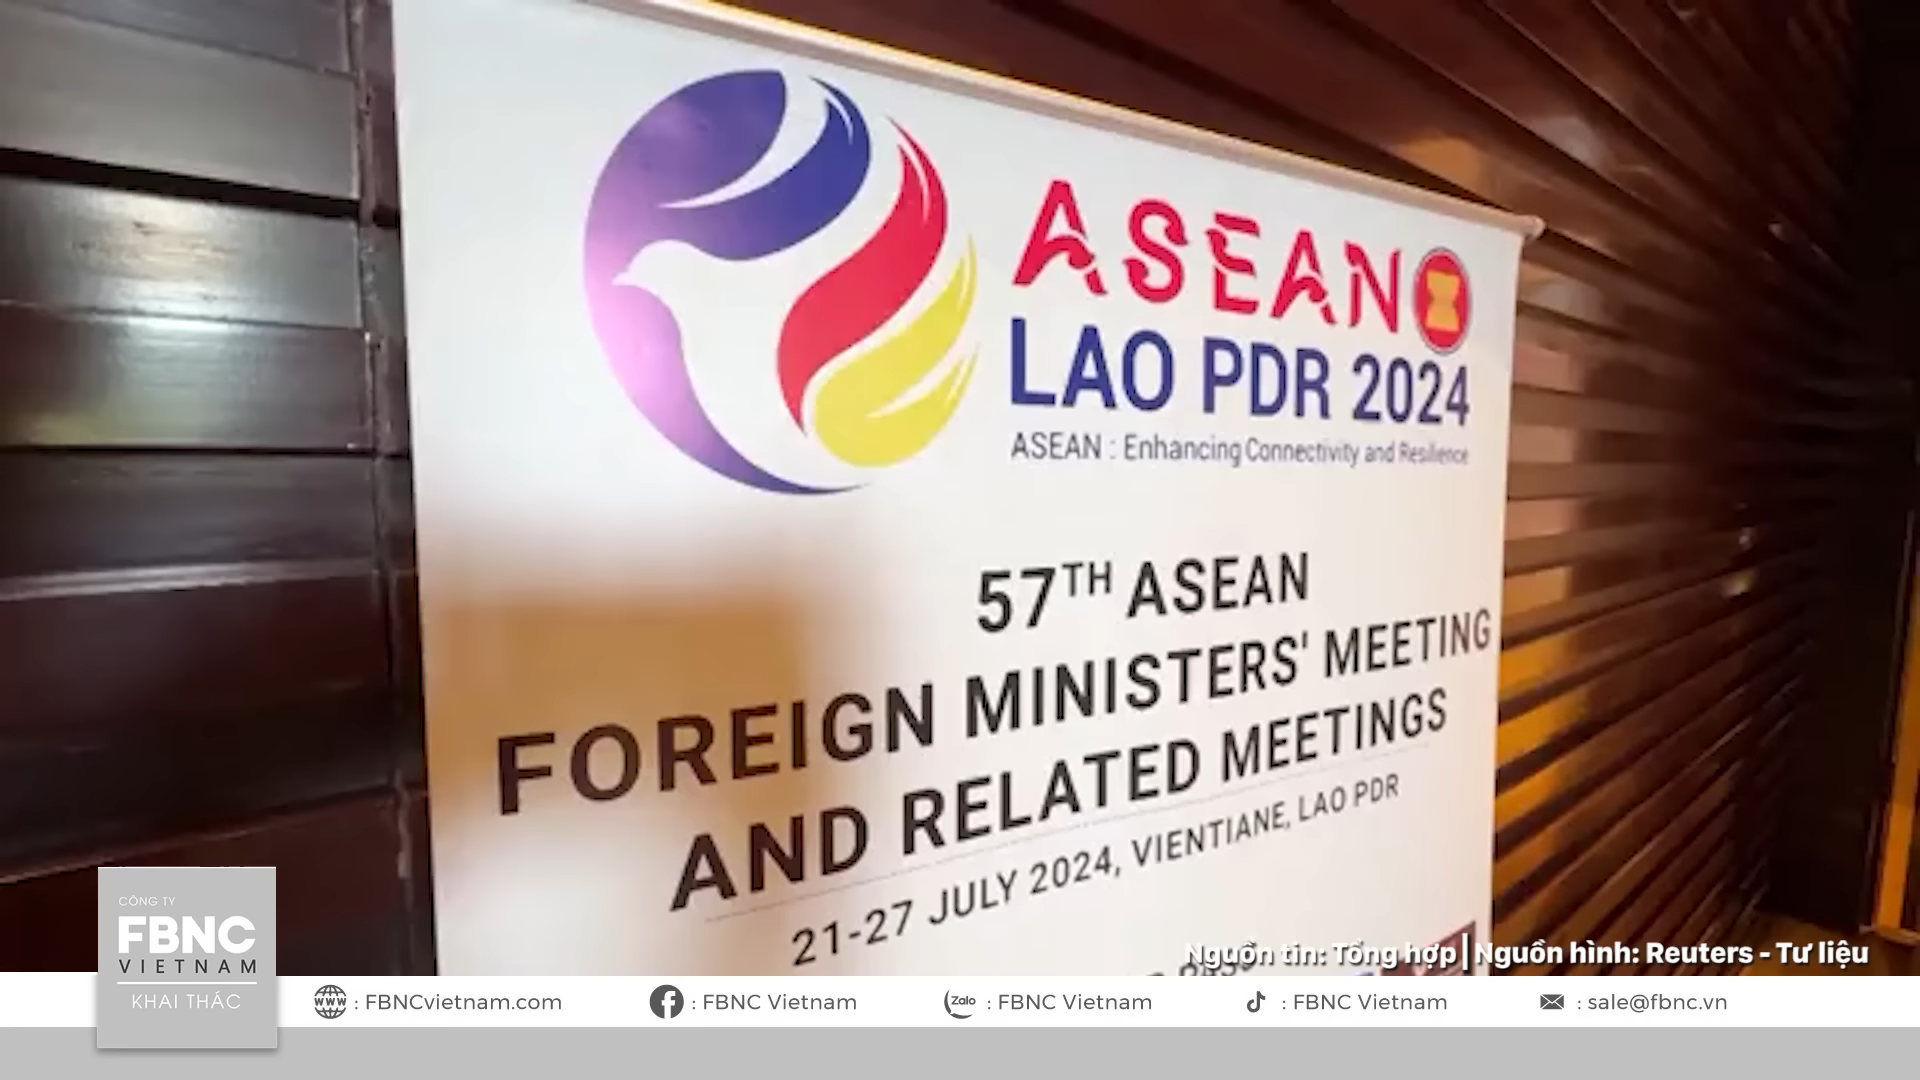 ASEAN
LAO PDR 2024
ASEAN : Enhancing Connectivity and Resilience
57TH ASEAN
FOREIGN MINISTERS' MEETING
AND RELATED MEETINGS
21-27 JULY 2024, VIENTIANE, LAO PDR
Nguồn tin: Tổng hợp | Nguồn hình: Reuters - Tư liệu
CÔNG TY
FBNC
VIETNAM
KHAI THÁC
www : FBNCvietnam.com
: FBNC Vietnam
Zalo : FBNC Vietnam
: FBNC Vietnam
: sale@fbnc.vn